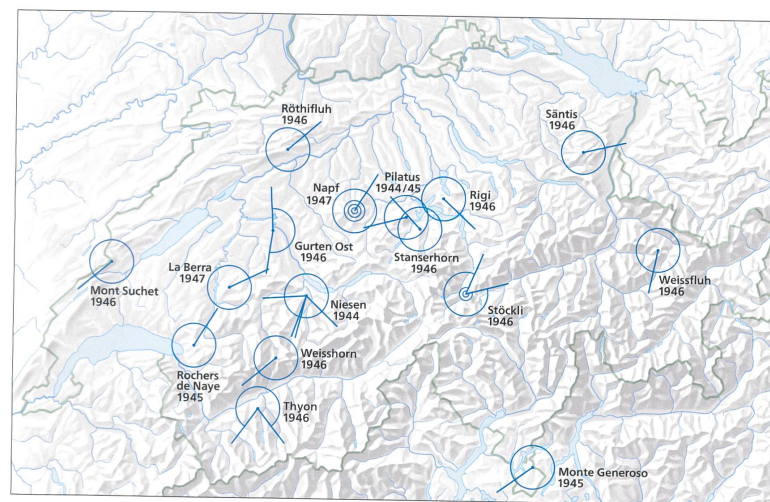 Röthifluh
1946
Säntis
1946
Napf
1947
Pilatus
1944/45
Rigi
1946
Gurten Ost
1946
Stanserhorn
1946
Mont Suchet
1946
La Berra
1947
Niesen
1944
Stöckli
1946
Weissfluh
1946
Rochers
de Naye
1945
Weisshorn
1946
Thyon
1946
Monte Generoso
1945